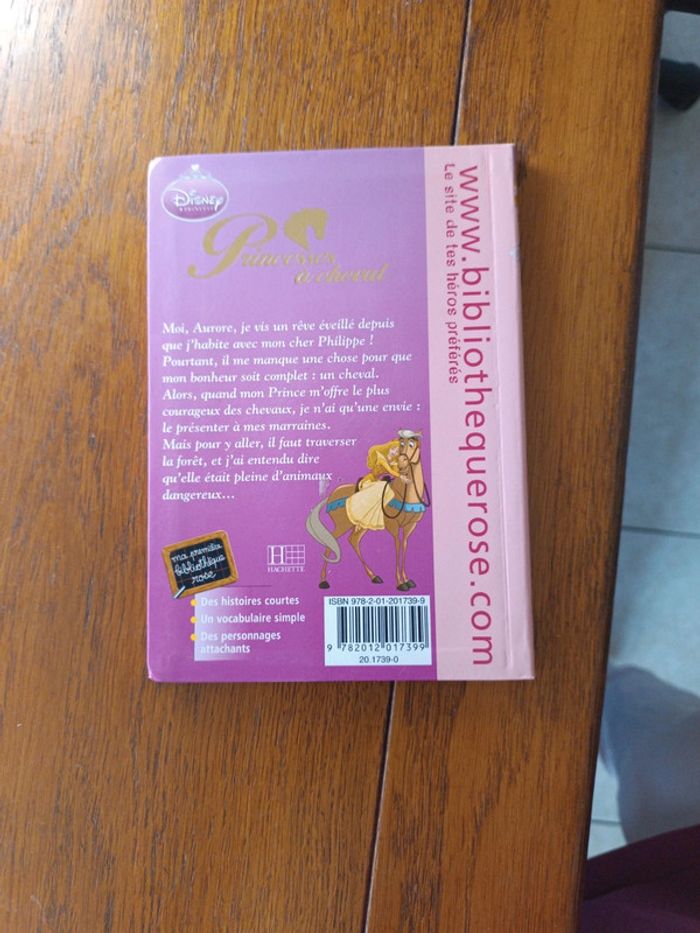 DISNEY
Princesses
à cheval
Moi, Aurore, je vis un rêve éveillé depuis
que j'habite avec mon cher Philippe !
Pourtant, il me manque une chose pour que
mon bonheur soit complet : un cheval.
Alors, quand mon Prince m'offre le plus
courageux des chevaux, je n'ai qu'une envie :
le présenter à mes marraines.
Mais pour y aller, il faut traverser
la forêt, et j'ai entendu dire
qu'elle était pleine d'animaux
dangereux...
ma première
bibliothèque
rose
HACHETTE
Des histoires courtes
Un vocabulaire simple
Des personnages
attachants
ISBN 978-2-01-201739-9
9 782012 017399
20.1739-0
www.bibliothequerose.com
Le site de tes héros préférés